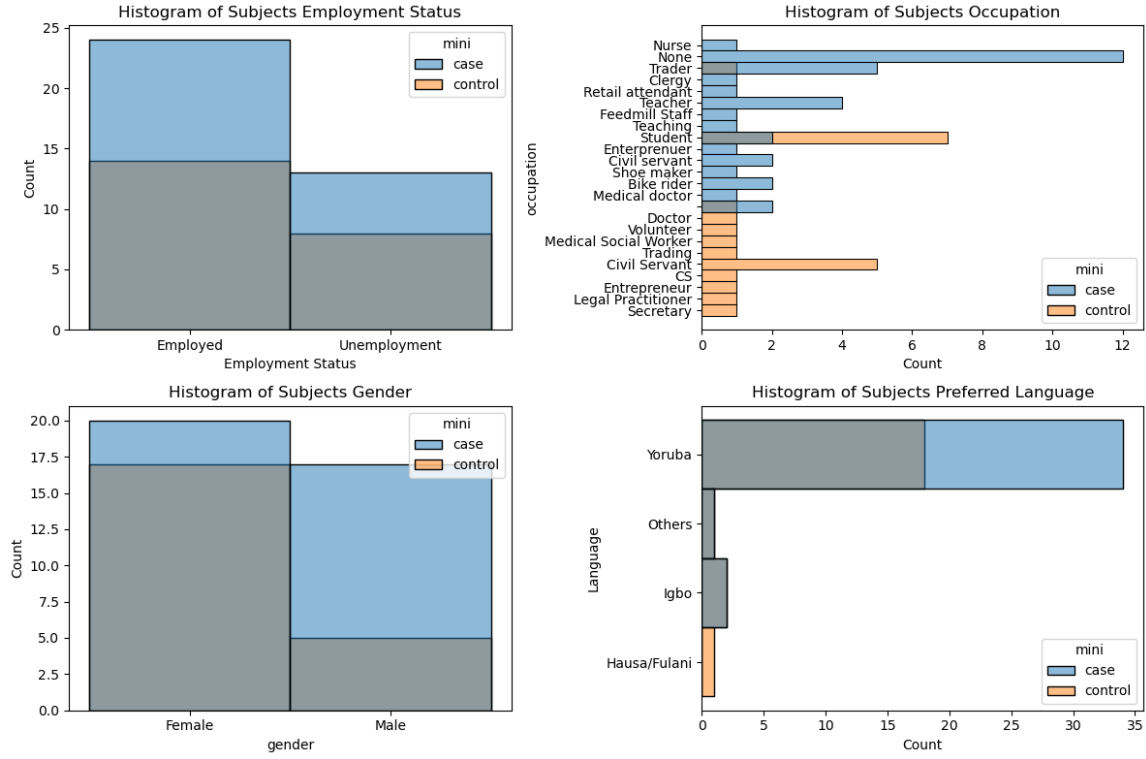 Histogram of Subjects Employment Status
25
20
15
10
5
0
Count
Employed
Unemployment
Employment Status
mini
case
control
Histogram of Subjects Occupation
occupation
Nurse
None
Trader
Clergy
Retail attendant
Teacher
Feedmill Staff
Teaching
Student
Enterprenuer
Civil servant
Shoe maker
Bike rider
Medical doctor
Doctor
Volunteer
Medical Social Worker
Trading
Civil Servant
CS
Entrepreneur
Legal Practitioner
Secretary
0 2 4 6 8 10 12
Count
mini
case
control
Histogram of Subjects Gender
20.0
17.5
15.0
12.5
10.0
7.5
5.0
2.5
0.0
Count
Female
Male
gender
mini
case
control
Histogram of Subjects Preferred Language
Language
Yoruba
Others
Igbo
Hausa/Fulani
0 5 10 15 20 25 30 35
Count
mini
case
control